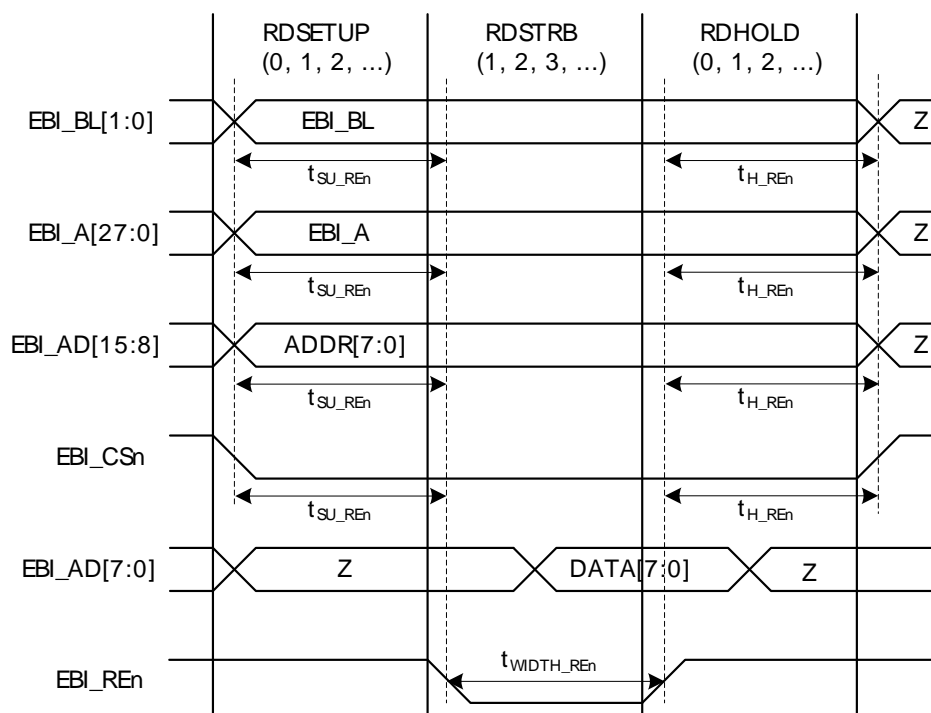 RDSETUP RDSTRB RDHOLD
(0, 1, 2, ...) (1, 2, 3, ...) (0, 1, 2, ...)
EBI_BL[1:0] EBI_BL Z
tSU_REn tH_REn
EBI_A[27:0] EBI_A Z
tSU_REn tH_REn
EBI_AD[15:8] ADDR[7:0] Z
tSU_REn tH_REn
EBI_CSn
tSU_REn tH_REn
EBI_AD[7:0] Z DATA[7:0] Z
EBI_REn tWIDTH_REn